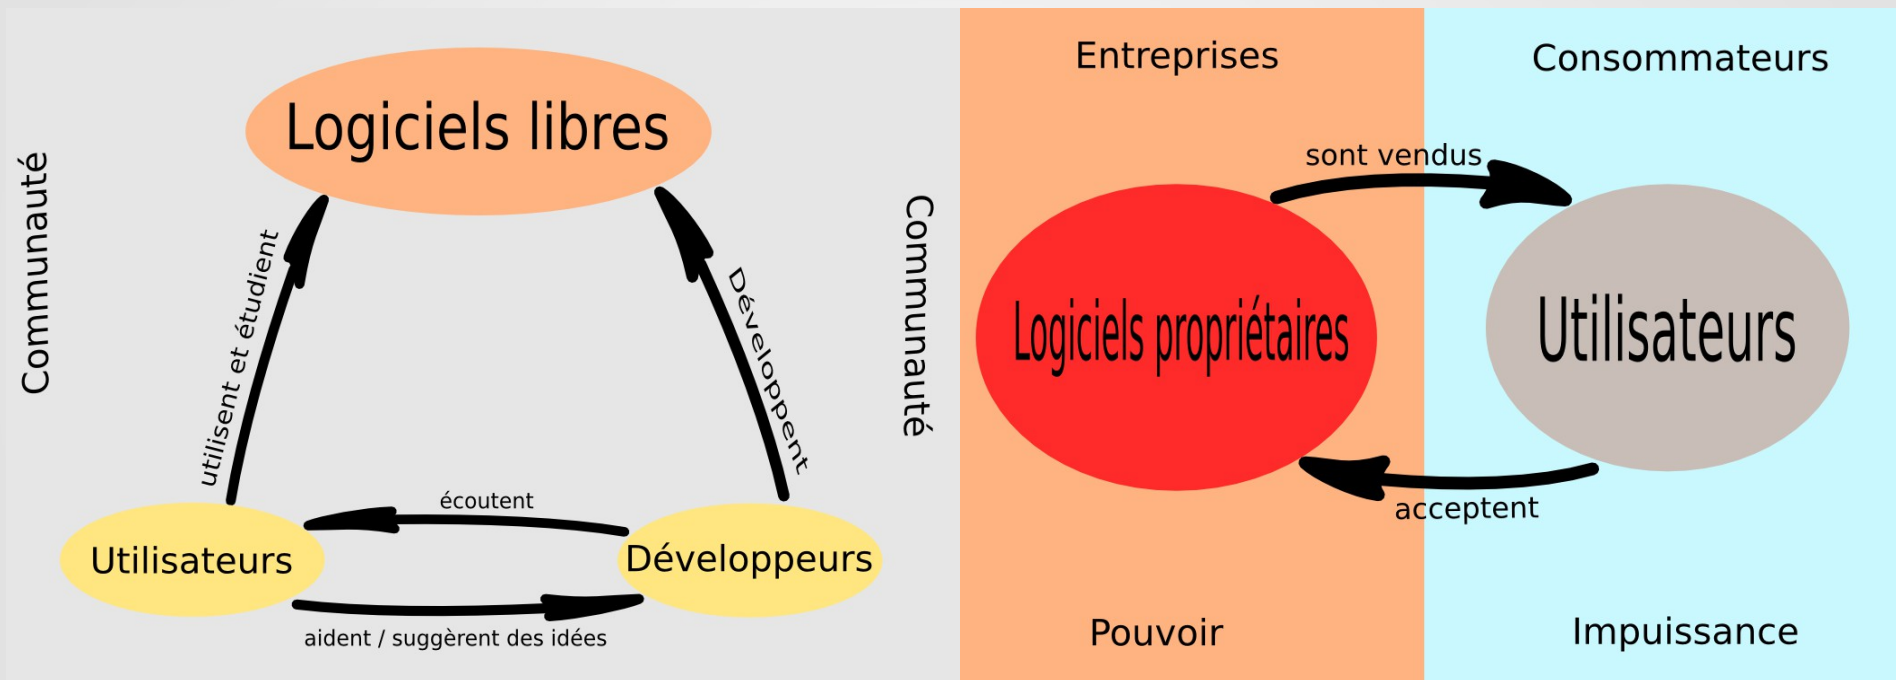 Logiciels libres
Communauté
Communauté
utilisent et étudient
Développent
écoutent
Utilisateurs
Développeurs
aident / suggèrent des idées
Entreprises
Consommateurs
sont vendus
Logiciels propriétaires
Utilisateurs
acceptent
Pouvoir
Impuissance